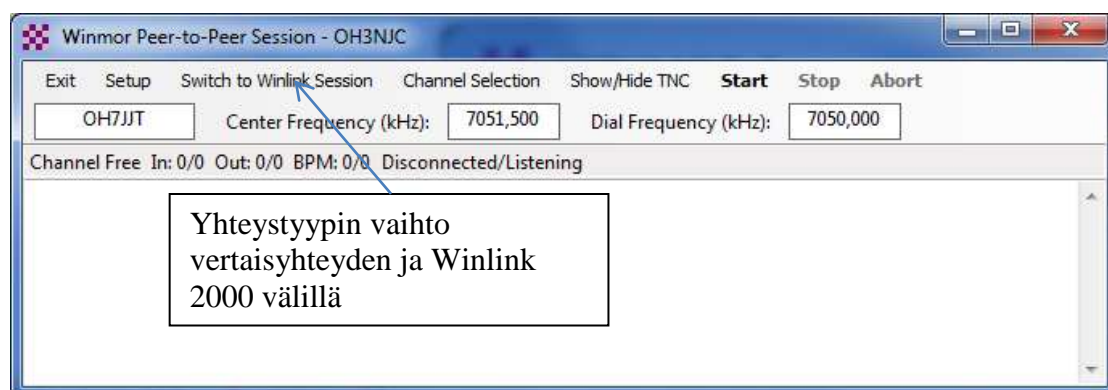 Winmor Peer-to-Peer Session - OH3NJC
Exit Setup Switch to Winlink Session Channel Selection Show/Hide TNC Start Stop Abort
OH7JJT Center Frequency (kHz): 7051,500 Dial Frequency (kHz): 7050,000
Channel Free In: 0/0 Out: 0/0 BPM: 0/0 Disconnected/Listening
Yhteystyypin vaihto
vertaisyhteyden ja Winlink
2000 välillä